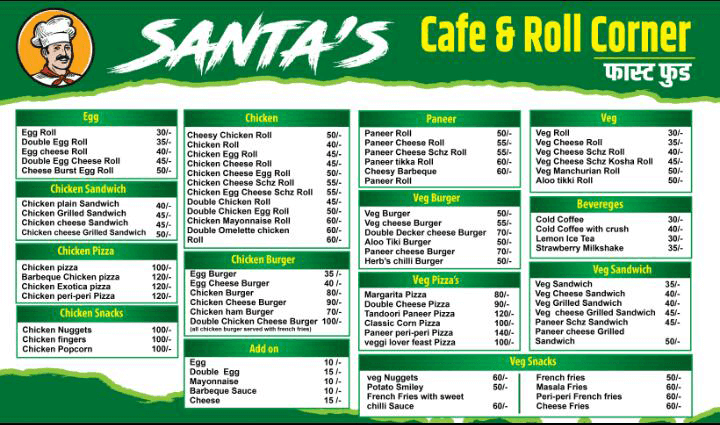 SANTA'S
Cafe & Roll Corner
फास्ट फुड
Egg
Egg Roll 30/-
Double Egg Roll 35/-
Egg cheese Roll 40/-
Double Egg Cheese Roll 45/-
Cheese Burst Egg Roll 50/-
Chicken Sandwich
Chicken plain Sandwich 40/-
Chicken Grilled Sandwich 45/-
Chicken cheese Sandwich 45/-
Chicken cheese Grilled Sandwich 50/-
Chicken Pizza
Chicken pizza 100/-
Barbeque Chicken pizza 120/-
Chicken Exotica pizza 120/-
Chicken peri-peri Pizza 120/-
Chicken Snacks
Chicken Nuggets 100/-
Chicken fingers 100/-
Chicken Popcorn 100/-
Chicken
Cheesy Chicken Roll 50/-
Chicken Roll 40/-
Chicken Egg Roll 45/-
Chicken Cheese Roll 45/-
Chicken Cheese Egg Roll 50/-
Chicken Cheese Schz Roll 55/-
Chicken Egg Cheese Schz Roll 55/-
Double Chicken Roll 45/-
Double Chicken Egg Roll 50/-
Chicken Mayonnaise Roll 60/-
Double Omelette chicken 60/-
Roll 60/-
Chicken Burger
Egg Burger 35 /-
Egg Cheese Burger 40 /-
Chicken Burger 80/-
Chicken Cheese Burger 90/-
Chicken ham Burger 70/-
Double Chicken Cheese Burger 100/-
(all chicken burger served with french fries)
Add on
Egg 10 /-
Double Egg 15 /-
Mayonnaise 10 /-
Barbeque Sauce 10 /-
Cheese 15 /-
Paneer
Paneer Roll 50/-
Paneer Cheese Roll 55/-
Paneer Cheese Schz Roll 55/-
Paneer tikka Roll 60/-
Cheesy Barbeque 60/-
Paneer Roll
Veg Burger
Veg Burger 50/-
Veg cheese Burger 55/-
Double Decker cheese Burger 70/-
Aloo Tiki Burger 50/-
Paneer cheese Burger 70/-
Herb's chilli Burger 50/-
Veg Pizza's
Margarita Pizza 80/-
Double Cheese Pizza 90/-
Tandoori Paneer Pizza 120/-
Classic Corn Pizza 100/-
Paneer peri-peri Pizza 140/-
veggi lover feast Pizza 100/-
Veg
Veg Roll 30/-
Veg Cheese Roll 35/-
Veg Cheese Schz Roll 40/-
Veg Cheese Schz Kosha Roll 45/-
Veg Manchurian Roll 50/-
Aloo tikki Roll 50/-
Bevereges
Cold Coffee 30/-
Cold Coffee with crush 40/-
Lemon Ice Tea 30/-
Strawberry Milkshake 35/-
Veg Sandwich
Veg Sandwich 35/-
Veg Cheese Sandwich 40/-
Veg Grilled Sandwich 40/-
Veg cheese Grilled Sandwich 45/-
Paneer Schz Sandwich 45/-
Paneer cheese Grilled
Sandwich 50/-
Veg Snacks
veg Nuggets 60/-
Potato Smiley 50/-
French Fries with sweet
chilli Sauce 60/-
French fries 50/-
Masala Fries 60/-
Peri-Peri French fries 60/-
Cheese Fries 60/-